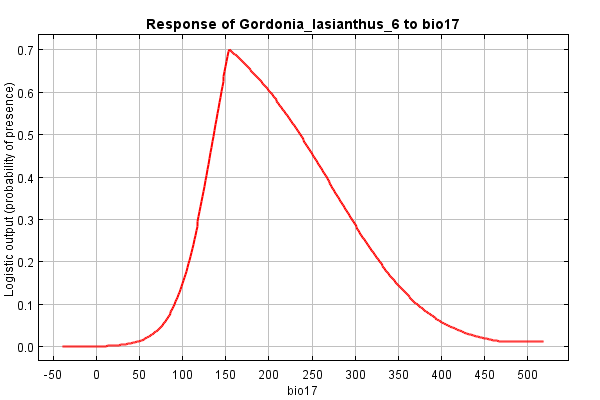 Response of Gordonia_lasianthus_6 to bio17
Logistic output (probability of presence)
0.7
0.6
0.5
0.4
0.3
0.2
0.1
0.0
-50 0 50 100 150 200 250 300 350 400 450 500
bio17